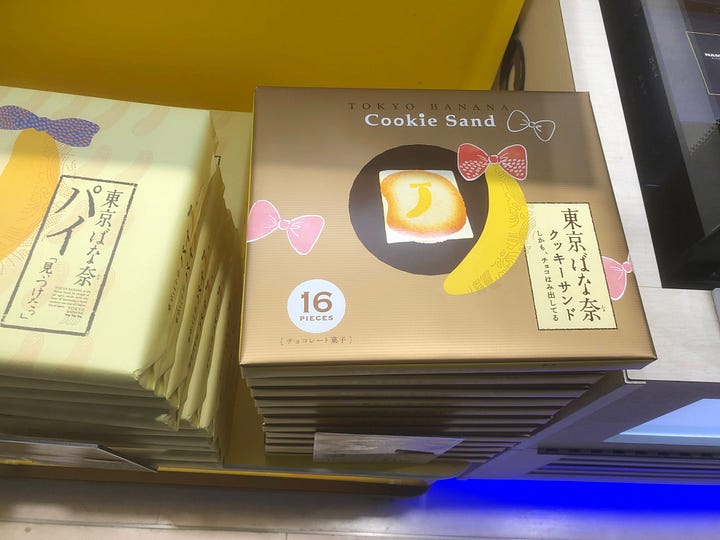 東京ばな奈
パイ
「見ぃつけたっ」
TOKYO BANANA
Cookie Sand
東京ばな奈
クッキーサンド
しかも、チョコはみ出してる
16
PIECES
[チョコレート菓子]